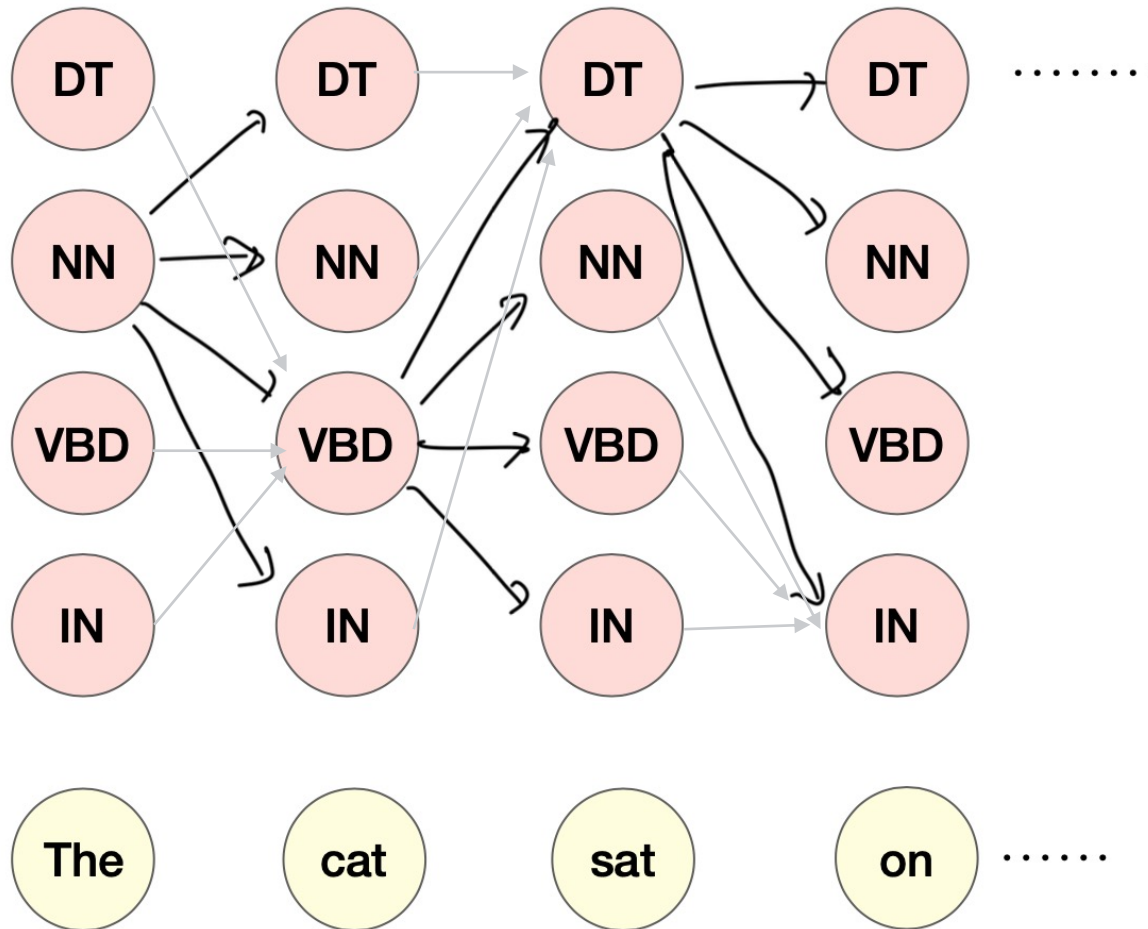 DT DT DT DT .......
NN NN NN NN
VBD VBD VBD VBD
IN IN IN IN
The cat sat on ......